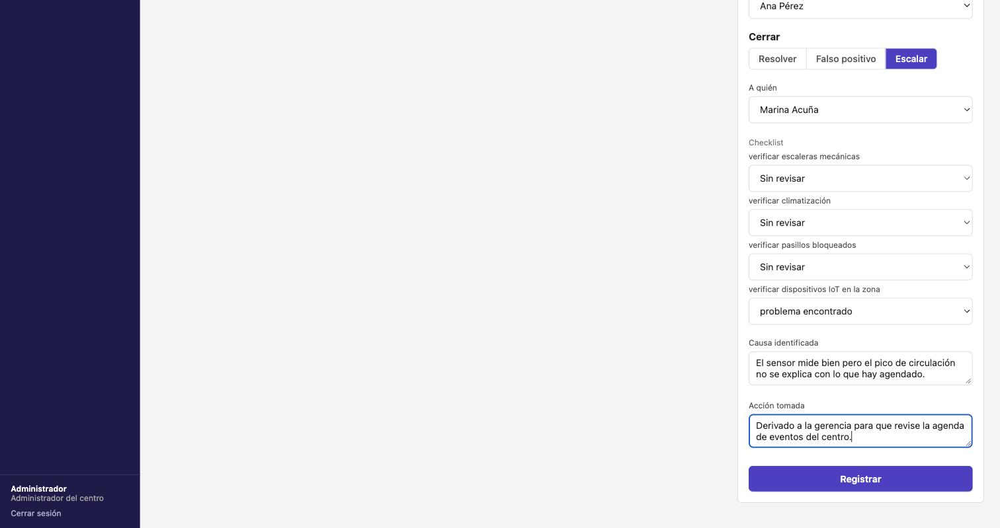 Ana Pérez
Cerrar
Resolver
Falso positivo
Escalar
A quién
Marina Acuña
Checklist
verificar escaleras mecánicas
Sin revisar
verificar climatización
Sin revisar
verificar pasillos bloqueados
Sin revisar
verificar dispositivos IoT en la zona
problema encontrado
Causa identificada
El sensor mide bien pero el pico de circulación
no se explica con lo que hay agendado.
Acción tomada
Derivado a la gerencia para que revise la agenda
de eventos del centro.
Registrar
Administrador
Administrador del centro
Cerrar sesión